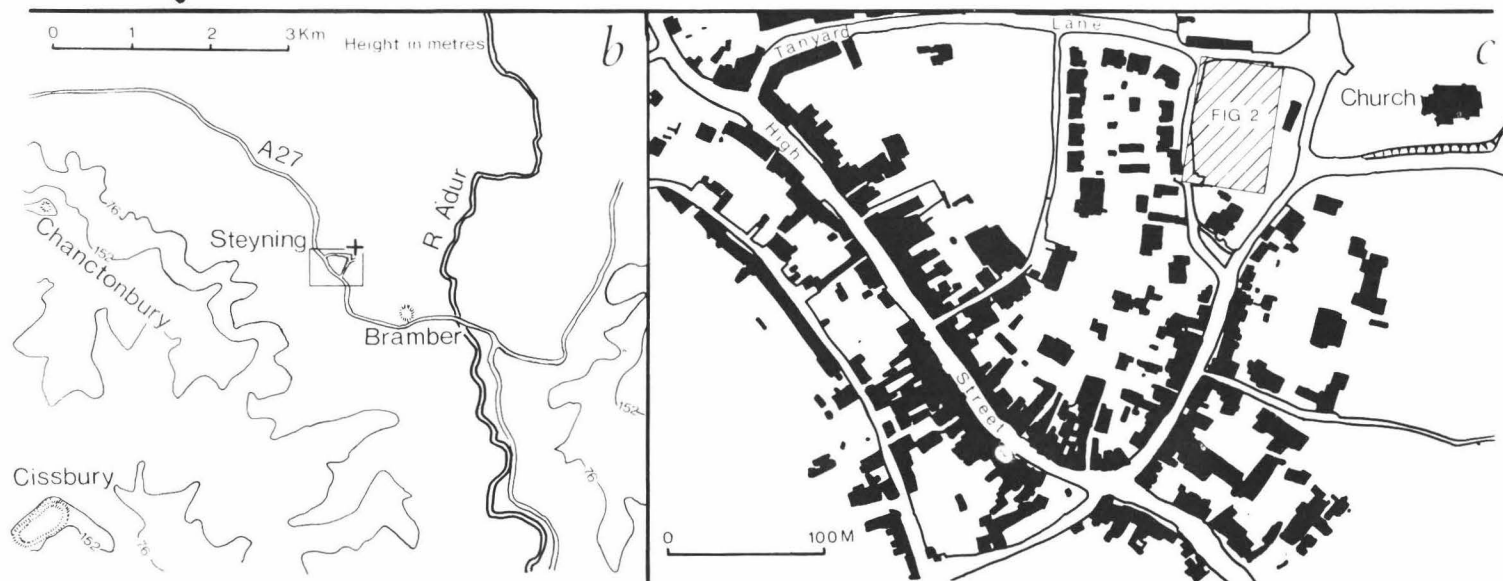 0 1 2 3 Km
Height in metres
b
A27
R Adur
76
Chanctonbury
152
Steyning
Bramber
152
76
Cissbury
152
76
c
Tanyard Lane
High Street
Church
FIG 2
0 100 M